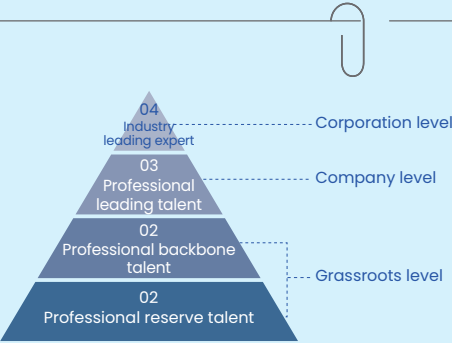 04
Industry
leading expert
Corporation level
03
Professional
leading talent
Company level
02
Professional backbone
talent
Grassroots level
02
Professional reserve talent